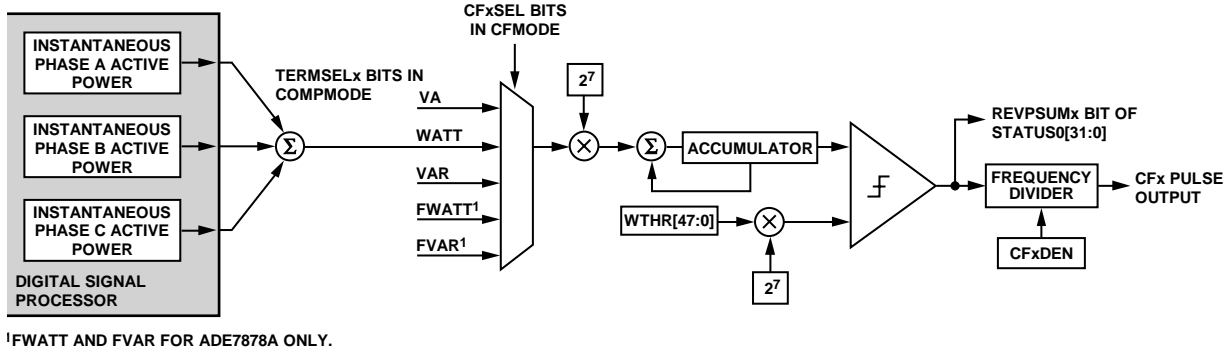 CFxSEL BITS
IN CFMODE
INSTANTANEOUS
PHASE A ACTIVE
POWER
INSTANTANEOUS
PHASE B ACTIVE
POWER
INSTANTANEOUS
PHASE C ACTIVE
POWER
DIGITAL SIGNAL
PROCESSOR
TERMSELx BITS IN
COMPMODE
Σ
VA
WATT
VAR
FWATT¹
FVAR¹
2⁷
×
Σ
ACCUMULATOR
WTHR[47:0]
×
2⁷
REVPSUMx BIT OF
STATUS0[31:0]
FREQUENCY
DIVIDER
CFx PULSE
OUTPUT
CFxDEN
¹FWATT AND FVAR FOR ADE7878A ONLY.